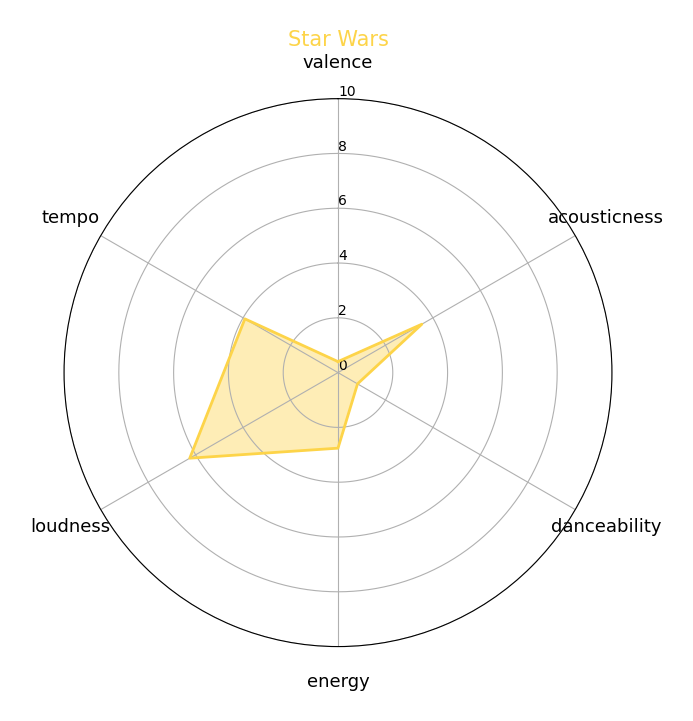 Star Wars
valence
10
8
acousticness
tempo
6
4
2
0
loudness
danceability
energy